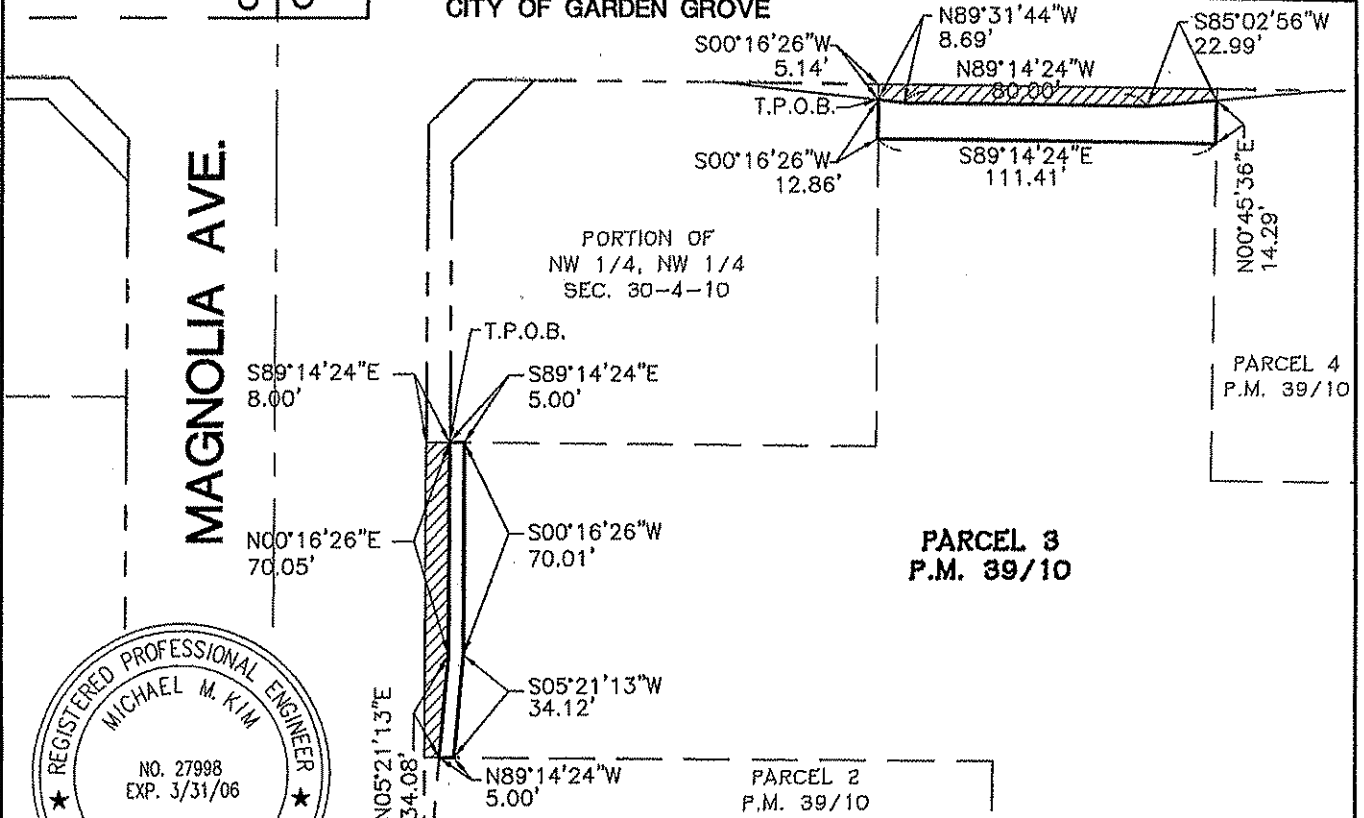 CITY OF GARDEN GROVE
N89°31'44"W
8.69'
S85°02'56"W
22.99'
S00°16'26"W
5.14'
N89°14'24"W
80.00'
T.P.O.B.
S00°16'26"W
12.86'
S89°14'24"E
111.41'
N00°45'36"E
14.29'
MAGNOLIA AVE.
PORTION OF
NW 1/4, NW 1/4
SEC. 30-4-10
T.P.O.B.
S89°14'24"E
8.00'
S89°14'24"E
5.00'
PARCEL 4
P.M. 39/10
N00°16'26"E
70.05'
S00°16'26"W
70.01'
PARCEL 3
P.M. 39/10
S05°21'13"W
34.12'
N05°21'13"E
34.08'
N89°14'24"W
5.00'
PARCEL 2
P.M. 39/10
REGISTERED PROFESSIONAL ENGINEER
MICHAEL M. KIM
NO. 27998
EXP. 3/31/06